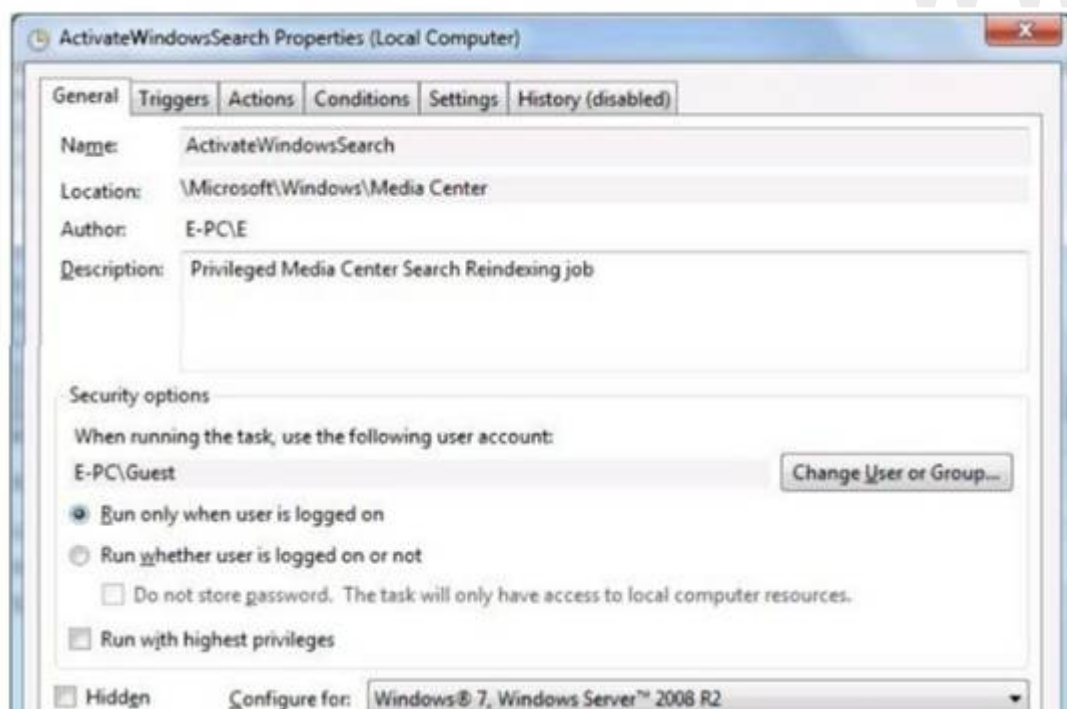 ActivateWindowsSearch Properties (Local Computer)
General Triggers Actions Conditions Settings History (disabled)
Name: ActivateWindowsSearch
Location: \Microsoft\Windows\Media Center
Author: E-PC\E
Description: Privileged Media Center Search Reindexing job
Security options
When running the task, use the following user account:
E-PC\Guest Change User or Group...
Run only when user is logged on
Run whether user is logged on or not
Do not store password. The task will only have access to local computer resources.
Run with highest privileges
Hidden Configure for: Windows® 7, Windows Server™ 2008 R2